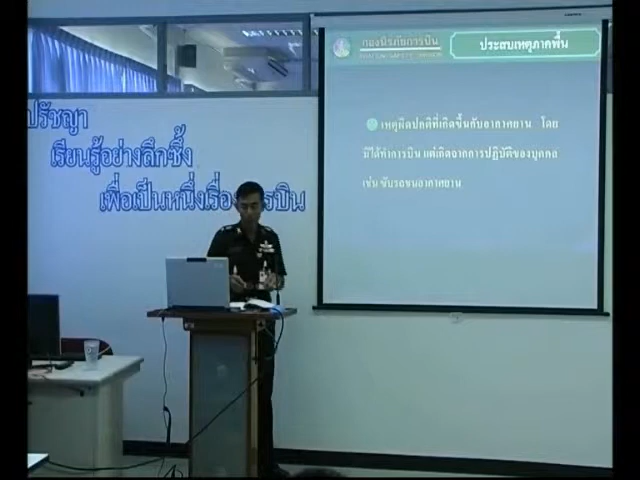 ปรัชญา
เรียนรู้อย่างลึกซึ้ง
เพื่อเป็นหนึ่งเรื่องการบิน
กองนิรภัยการบิน
ประสบเหตุภาคพื้น
เหตุผิดปกติที่เกิดขึ้นกับอากาศยาน โดย
มิได้ทำการบิน แต่เกิดจากการปฏิบัติของบุคคล
เช่น ขับรถชนอากาศยาน